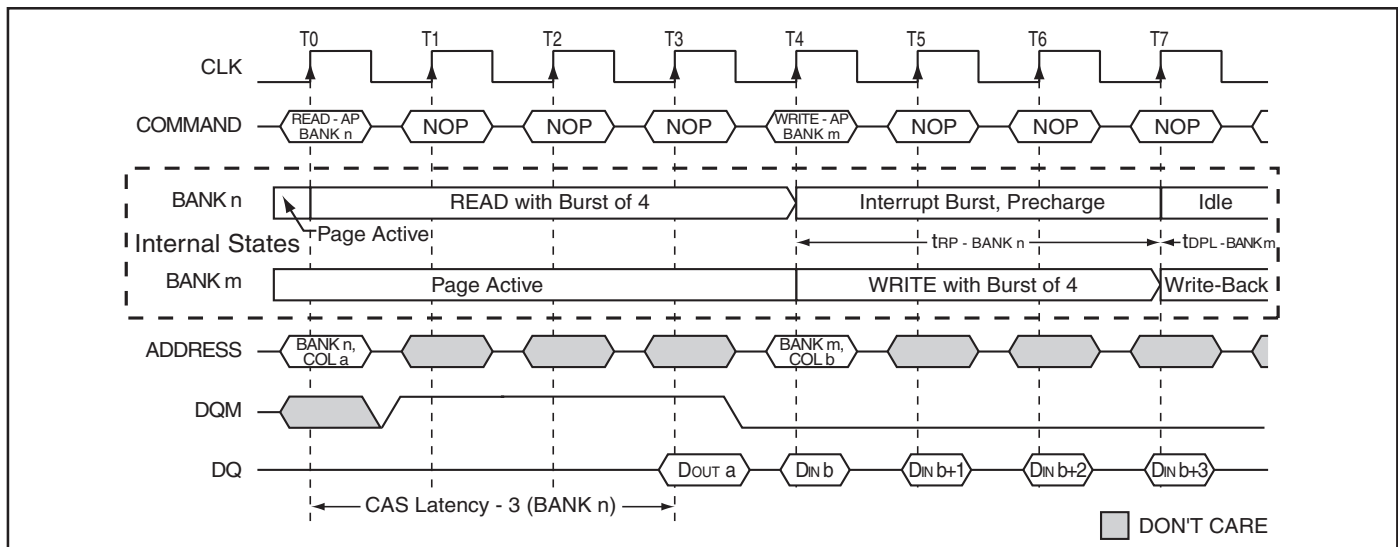 T0 T1 T2 T3 T4 T5 T6 T7
CLK
COMMAND READ - AP BANK n NOP NOP NOP WRITE - AP BANK m NOP NOP NOP
BANK n READ with Burst of 4 Interrupt Burst, Precharge Idle
Internal States Page Active tRP - BANK n tDPL - BANK m
BANK m Page Active WRITE with Burst of 4 Write-Back
ADDRESS BANK n, COL a BANK m, COL b
DQM
DQ DOUT a DIN b DIN b+1 DIN b+2 DIN b+3
CAS Latency - 3 (BANK n)
DON'T CARE